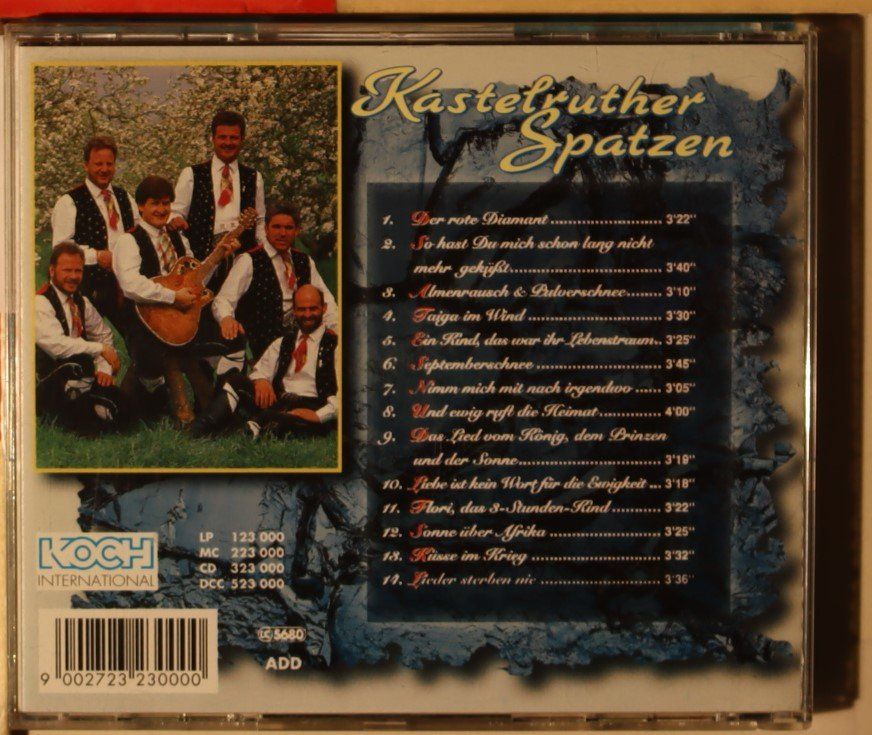 Kastelruther
Spatzen
1. Der rote Diamant ........................ 3'22"
2. So hast Du mich schon lang nicht
mehr geküßt................................. 3'40"
3. Almenrausch & Pulverschnee....... 3'10"
4. Taiga im Wind ............................. 3'30"
5. Ein Kind, das war ihr Lebenstraum.. 3'25"
6. Septemberschnee......................... 3'45"
7. Nimm mich mit nach irgendwo ...... 3'05"
8. Und ewig ruft die Heimat.............. 4'00"
9. Das Lied vom König, dem Prinzen
und der Sonne............................... 3'19"
10. Liebe ist kein Wort für die Ewigkeit ... 3'18"
11. Flori, das 3-Stunden-Kind ........... 3'22"
12. Sonne über Afrika ....................... 3'25"
13. Küsse im Krieg ........................... 3'32"
14. Lieder sterben nie ......................... 3'36"
KOCH
INTERNATIONAL
LP 123 000
MC 223 000
CD 323 000
DCC 523 000
LC 5680
ADD
9 002723 230000